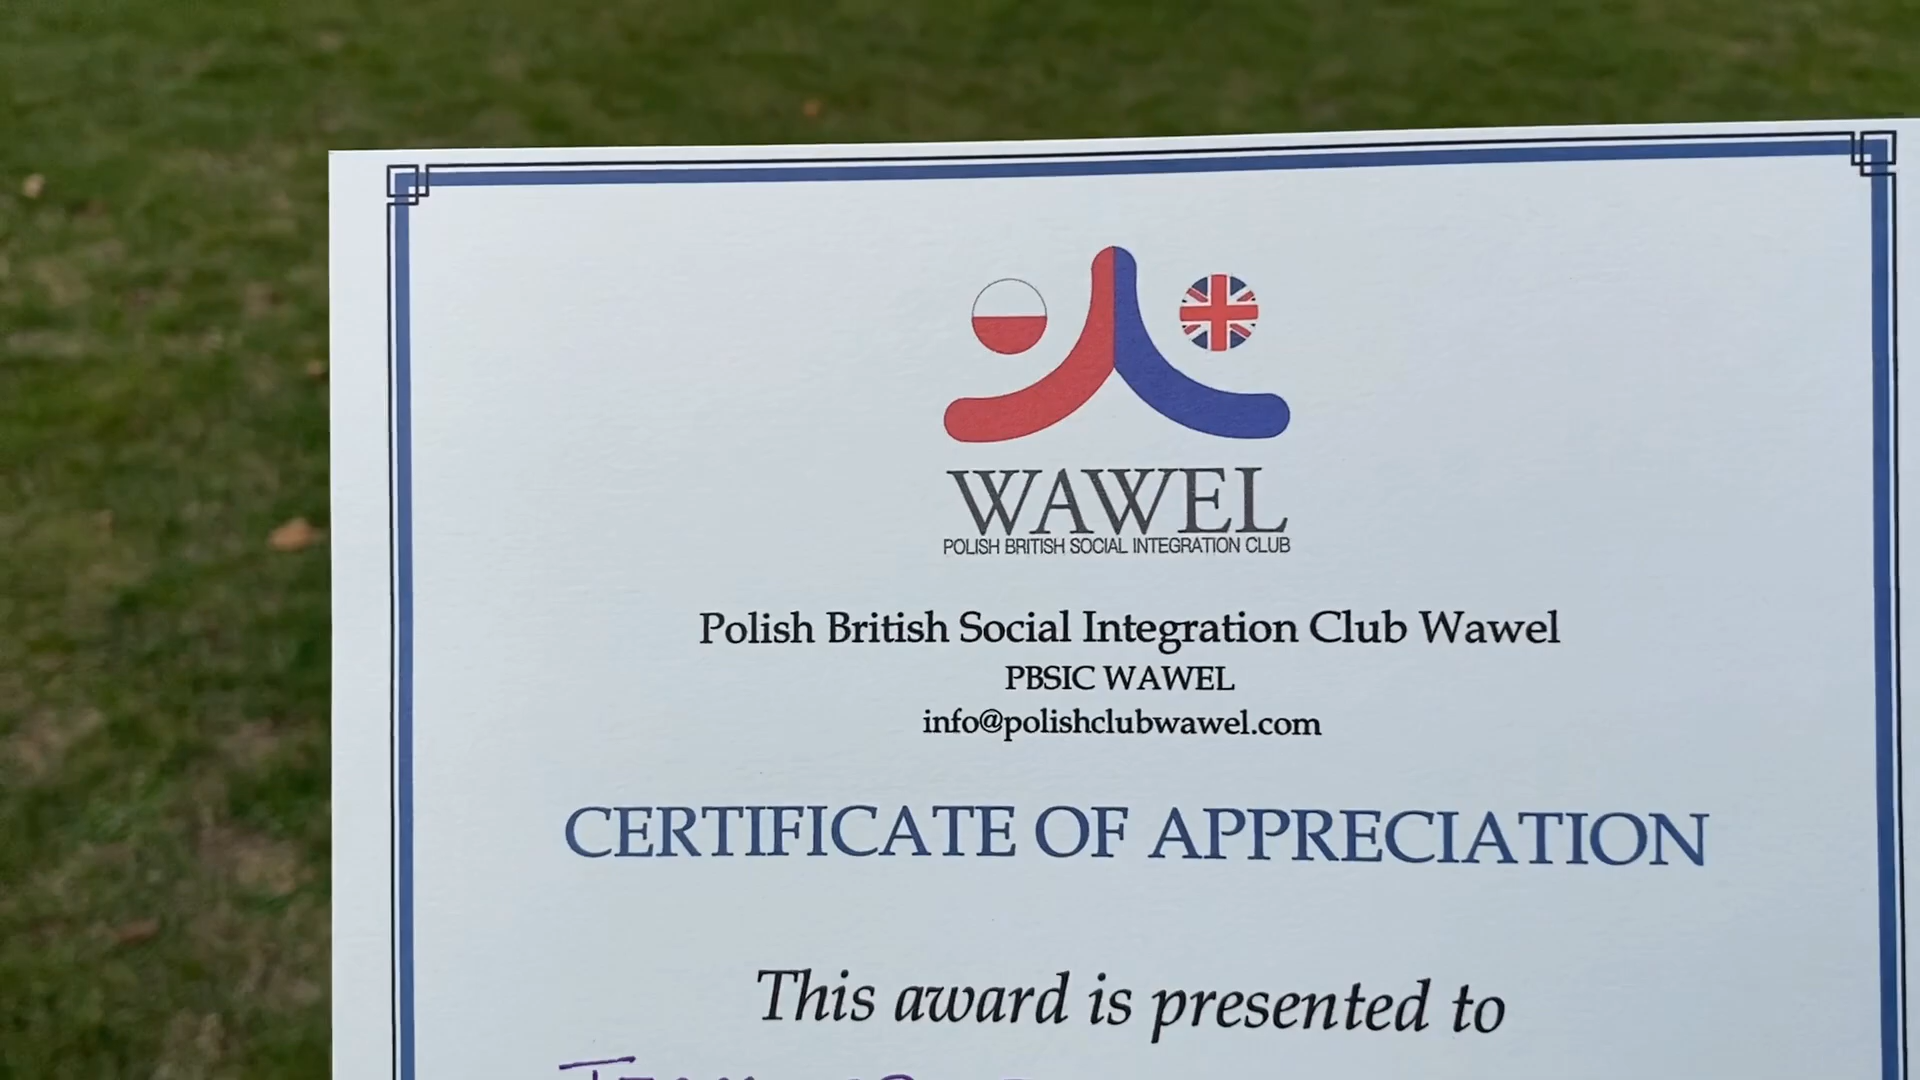 WAWEL
POLISH BRITISH SOCIAL INTEGRATION CLUB
Polish British Social Integration Club Wawel
PBSIC WAWEL
info@polishclubwawel.com
CERTIFICATE OF APPRECIATION
This award is presented to